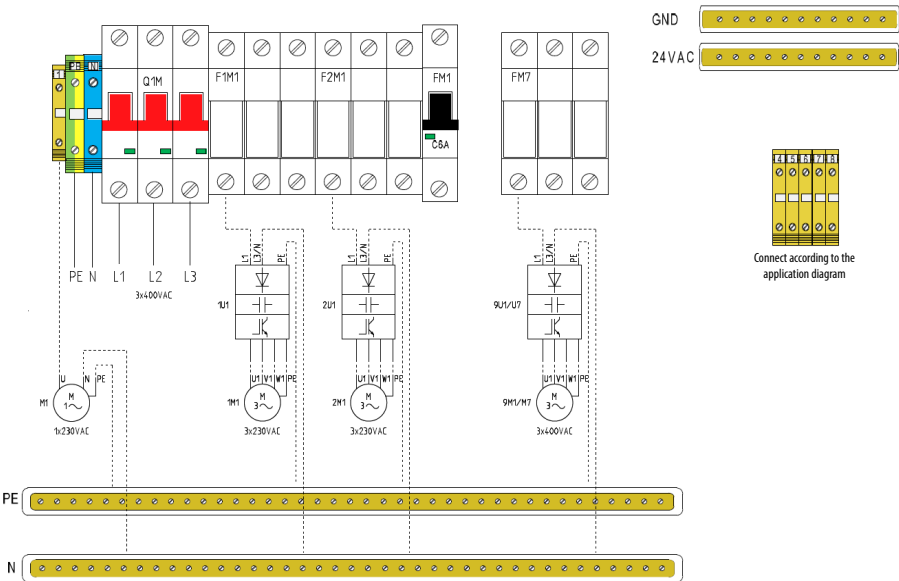 GND
24VAC
1 PE N
Q1M F1M1 F2M1 FM1 FM7
C6A
4 5 6 7 8
Connect according to the
application diagram
PE N L1 L2 L3
3x400VAC
L1 L3/N PE
L1 L3/N PE
L1 L3/N PE
1U1
2U1
9U1/U7
U N PE
U1 V1 W1 PE
U1 V1 W1 PE
U1 V1 W1 PE
M1 M 1~
1M1 M 3~
2M1 M 3~
9M1/M7 M 3~
1x230VAC
3x230VAC
3x230VAC
3x400VAC
PE
N